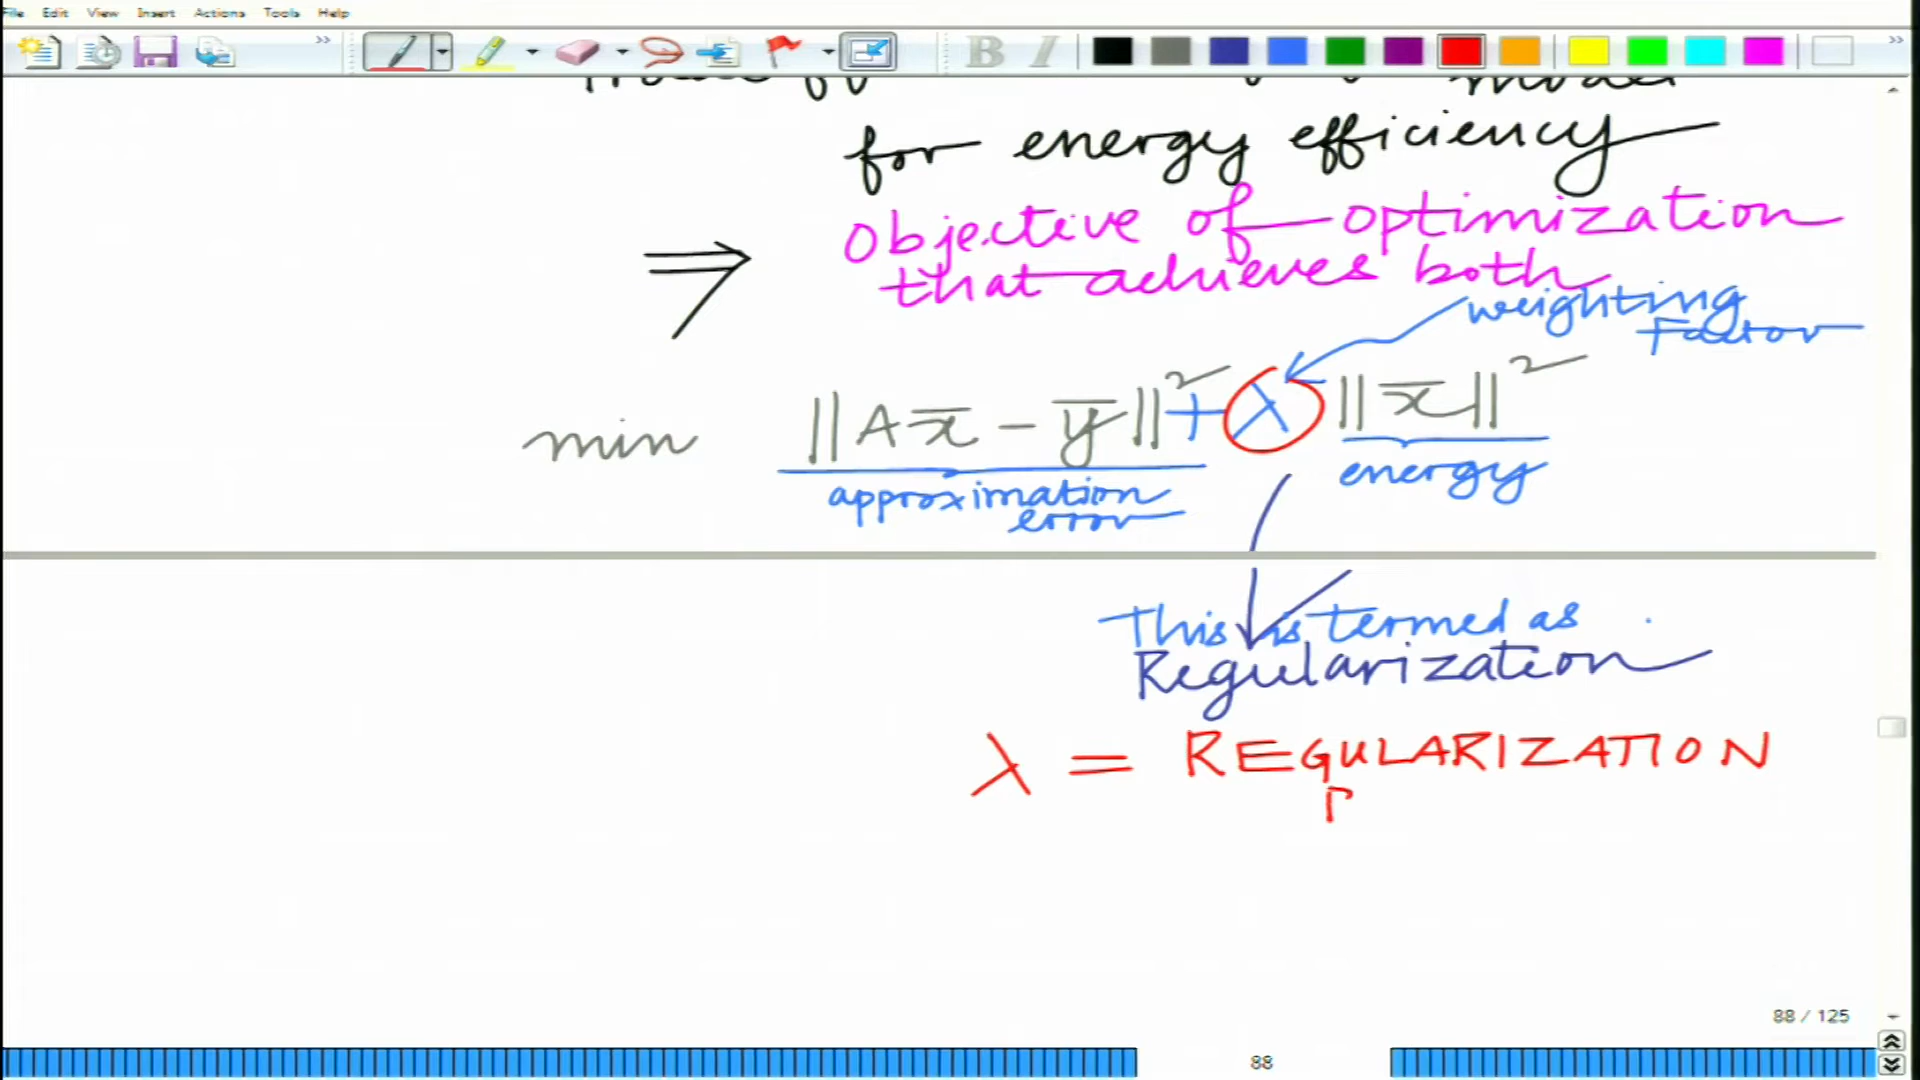 File Edit View Insert Actions Tools Help
B I
model
for energy efficiency
Objective of optimization
that achieves both
weighting
Factor
min ||Ax̅ - y̅||² + λ ||x̅||²
approximation
error
energy
This is termed as
Regularization
λ = REGULARIZATION
88 / 125
88